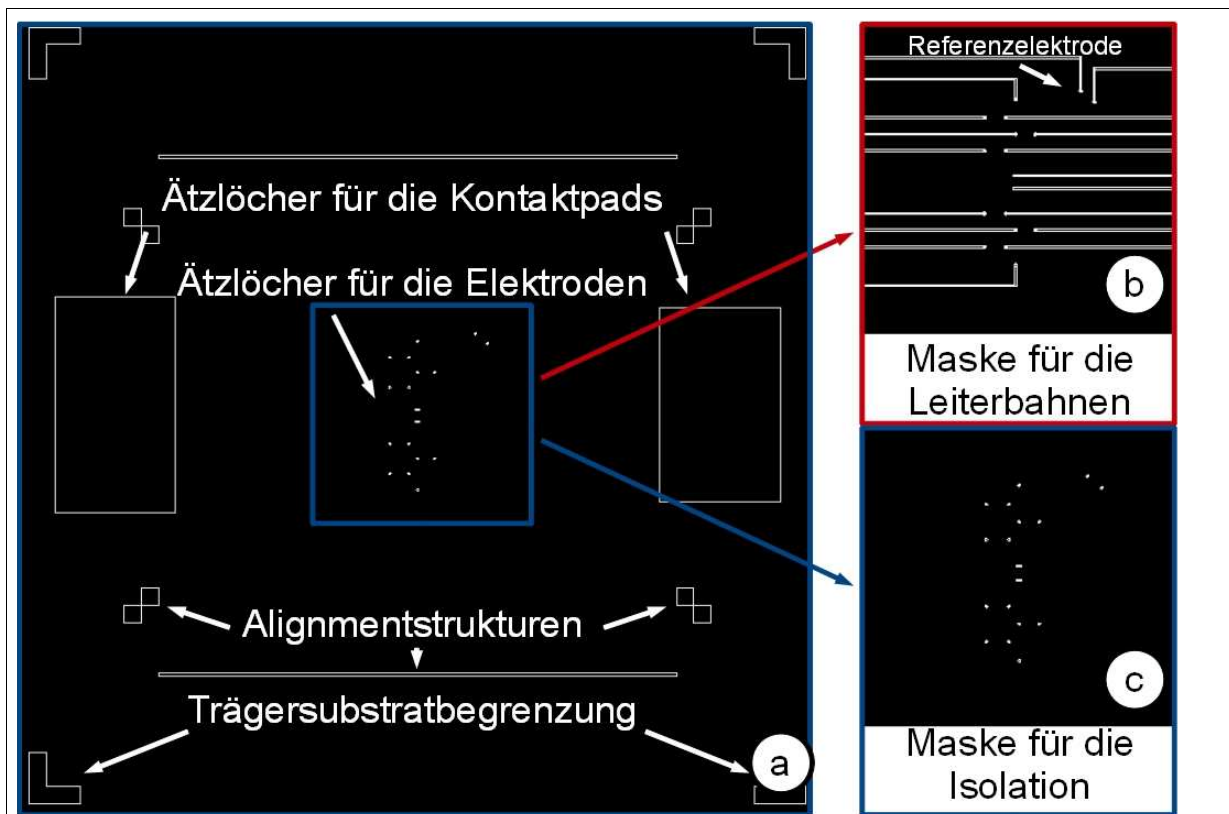 Ätzlöcher für die Kontaktpads
Ätzlöcher für die Elektroden
Alignmentstrukturen
Trägersubstratbegrenzung
a
Referenzelektrode
b
Maske für die
Leiterbahnen
c
Maske für die
Isolation